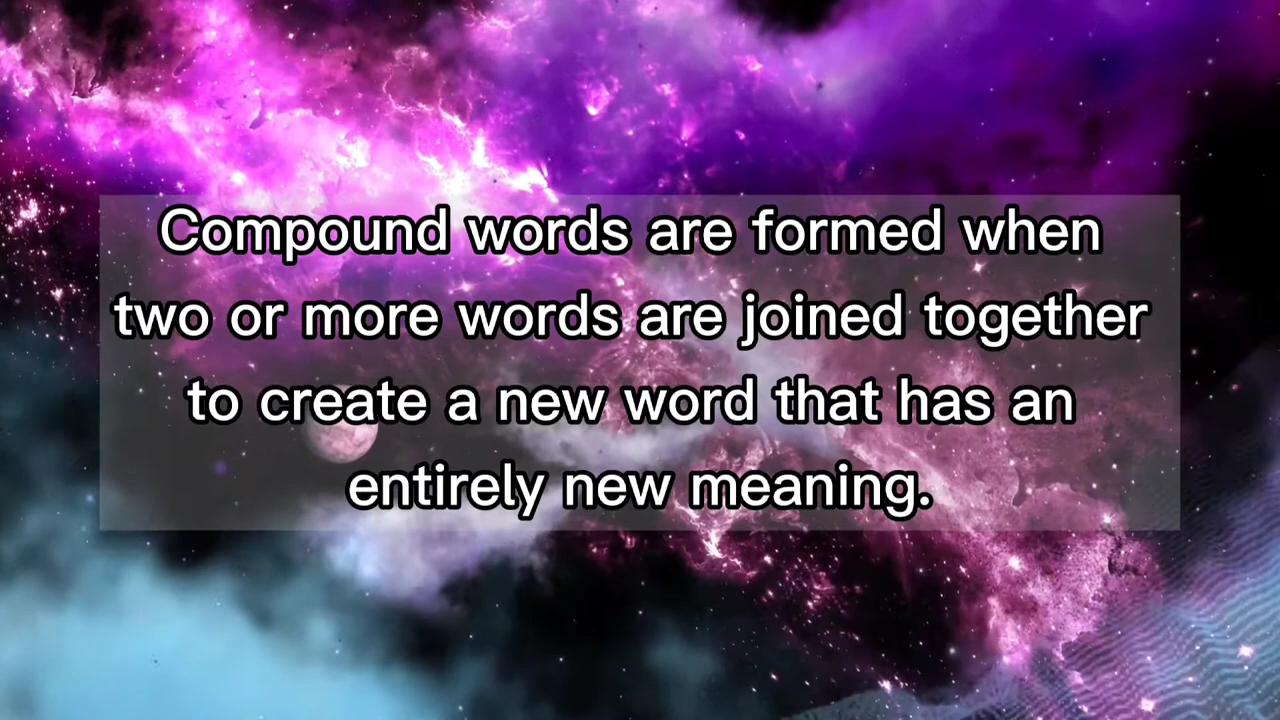 Compound words are formed when
two or more words are joined together
to create a new word that has an
entirely new meaning.